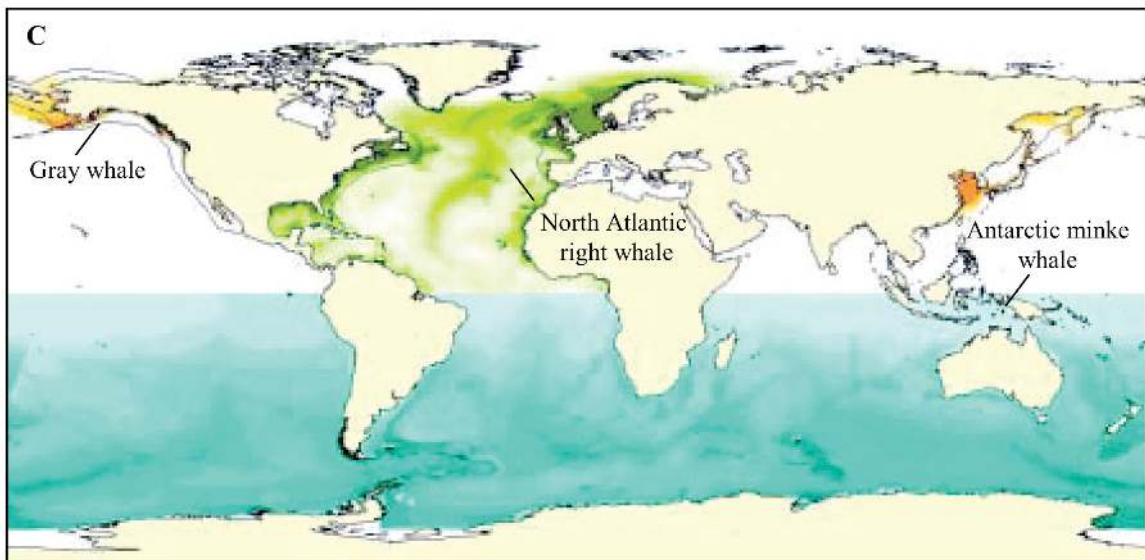 C
Gray whale
North Atlantic
right whale
Antarctic minke
whale